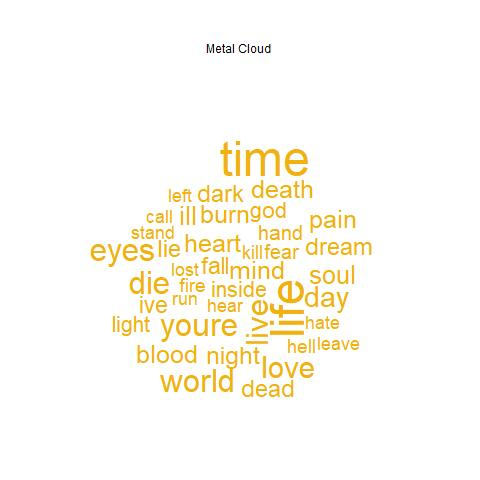 Metal Cloud
time
left dark death
call ill burn god
stand hand pain
eyes lie heart kill fear dream
lost fall mind
die fire inside soul
ive run hear live life day
light youre hate
blood night hell leave
world love
dead